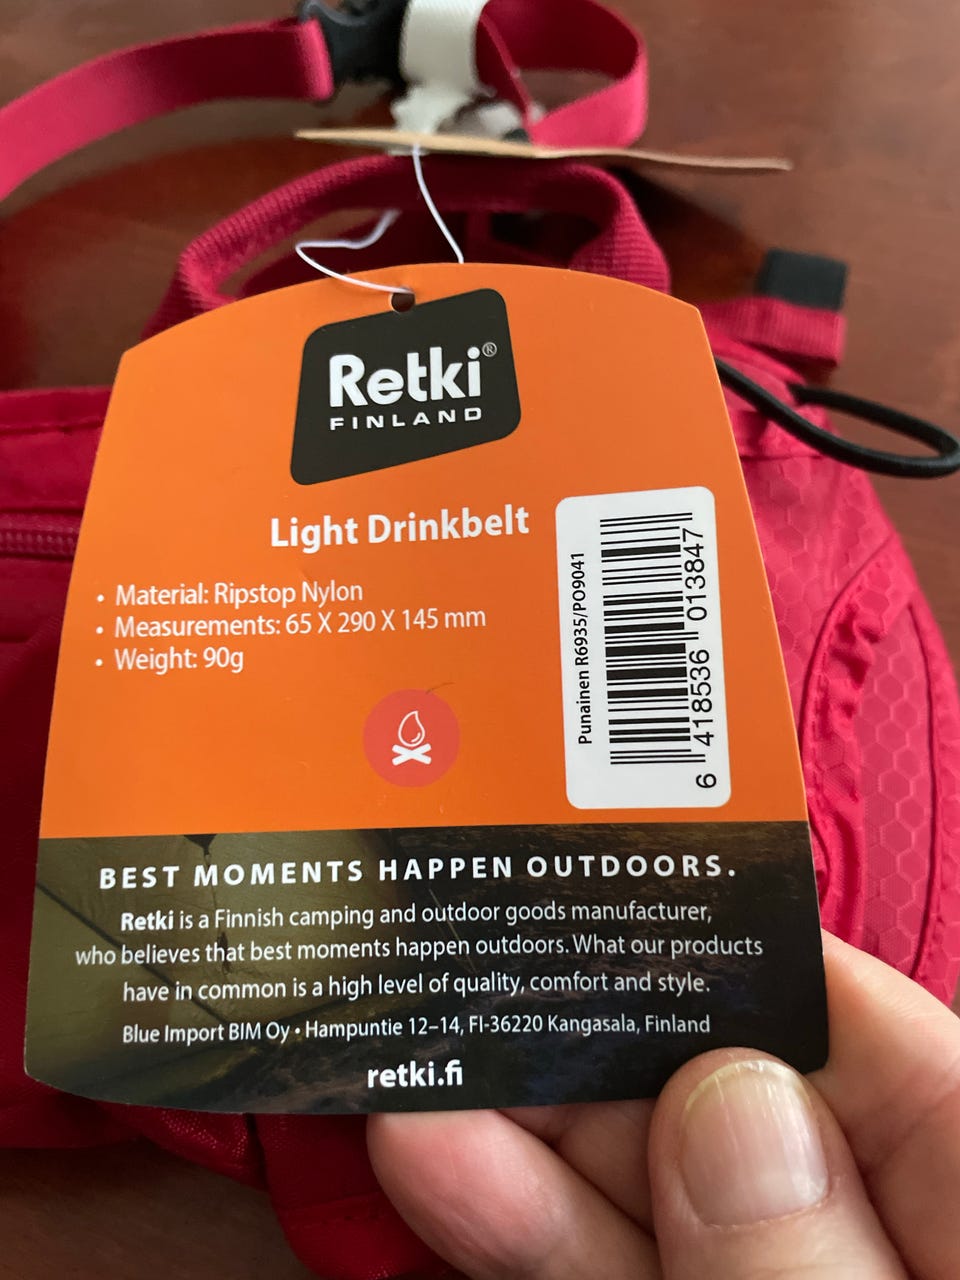 Retki®
FINLAND
Light Drinkbelt
• Material: Ripstop Nylon
• Measurements: 65 X 290 X 145 mm
• Weight: 90g
Punainen R6935/PO9041
6 418536 013847
BEST MOMENTS HAPPEN OUTDOORS.
Retki is a Finnish camping and outdoor goods manufacturer,
who believes that best moments happen outdoors. What our products
have in common is a high level of quality, comfort and style.
Blue Import BIM Oy • Hampuntie 12–14, FI-36220 Kangasala, Finland
retki.fi